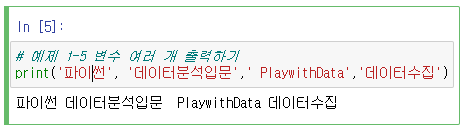 In [5]:
# 예제 1-5 변수 여러 개 출력하기
print('파이썬', '데이터분석입문',' PlaywithData','데이터수집')
파이썬 데이터분석입문  PlaywithData 데이터수집